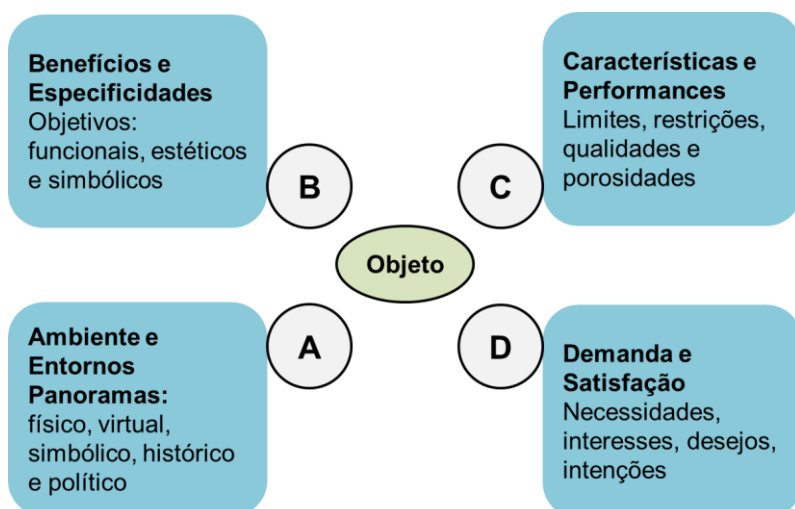 Benefícios e
Especificidades
Objetivos:
funcionais, estéticos
e simbólicos
B
Características e
Performances
Limites, restrições,
qualidades e
porosidades
C
Objeto
Ambiente e
Entornos
Panoramas:
físico, virtual,
simbólico, histórico
e político
A
Demanda e
Satisfação
Necessidades,
interesses, desejos,
intenções
D